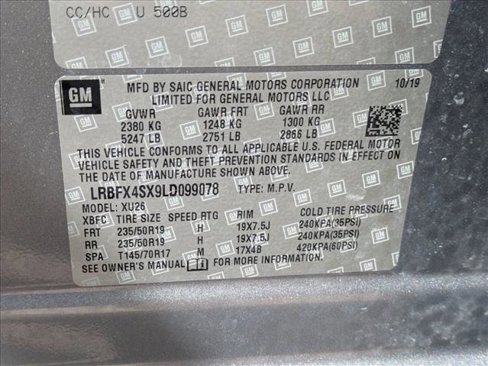 CC/HC U 500B
GM
MFD BY SAIC GENERAL MOTORS CORPORATION 10/19
LIMITED FOR GENERAL MOTORS LLC
GVWR GAWR FRT GAWR RR
2380 KG 1248 KG 1300 KG
5247 LB 2751 LB 2866 LB
THIS VEHICLE CONFORMS TO ALL APPLICABLE U.S. FEDERAL MOTOR
VEHICLE SAFETY AND THEFT PREVENTION STANDARDS IN EFFECT ON
THE DATE OF MANUFACTURE SHOWN ABOVE.
LRBFX4SX9LD099078 TYPE: M.P.V.
MODEL: XU26
XBFC TIRE SIZE SPEED RTG RIM COLD TIRE PRESSURE
FRT 235/50R19 H 19X7.5J 240KPA(35PSI)
RR 235/50R19 H 19X7.5J 240KPA(35PSI)
SPA T145/70R17 M 17X4B 420KPA(60PSI)
SEE OWNER'S MANUAL FOR MORE INFORMATION.